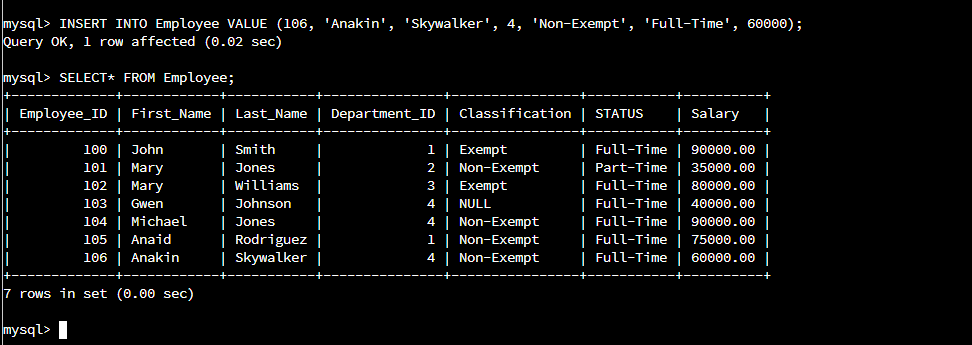 mysql> INSERT INTO Employee VALUE (106, 'Anakin', 'Skywalker', 4, 'Non-Exempt', 'Full-Time', 60000);
Query OK, 1 row affected (0.02 sec)
mysql> SELECT* FROM Employee;
+-------------+------------+-----------+---------------+----------------+-----------+----------+
| Employee_ID | First_Name | Last_Name | Department_ID | Classification | STATUS    | Salary   |
+-------------+------------+-----------+---------------+----------------+-----------+----------+
|         100 | John       | Smith     |             1 | Exempt         | Full-Time | 90000.00 |
|         101 | Mary       | Jones     |             2 | Non-Exempt     | Part-Time | 35000.00 |
|         102 | Mary       | Williams  |             3 | Exempt         | Full-Time | 80000.00 |
|         103 | Gwen       | Johnson   |             4 | NULL           | Full-Time | 40000.00 |
|         104 | Michael    | Jones     |             4 | Non-Exempt     | Full-Time | 90000.00 |
|         105 | Anaid      | Rodriguez |             1 | Non-Exempt     | Full-Time | 75000.00 |
|         106 | Anakin     | Skywalker |             4 | Non-Exempt     | Full-Time | 60000.00 |
+-------------+------------+-----------+---------------+----------------+-----------+----------+
7 rows in set (0.00 sec)
mysql>